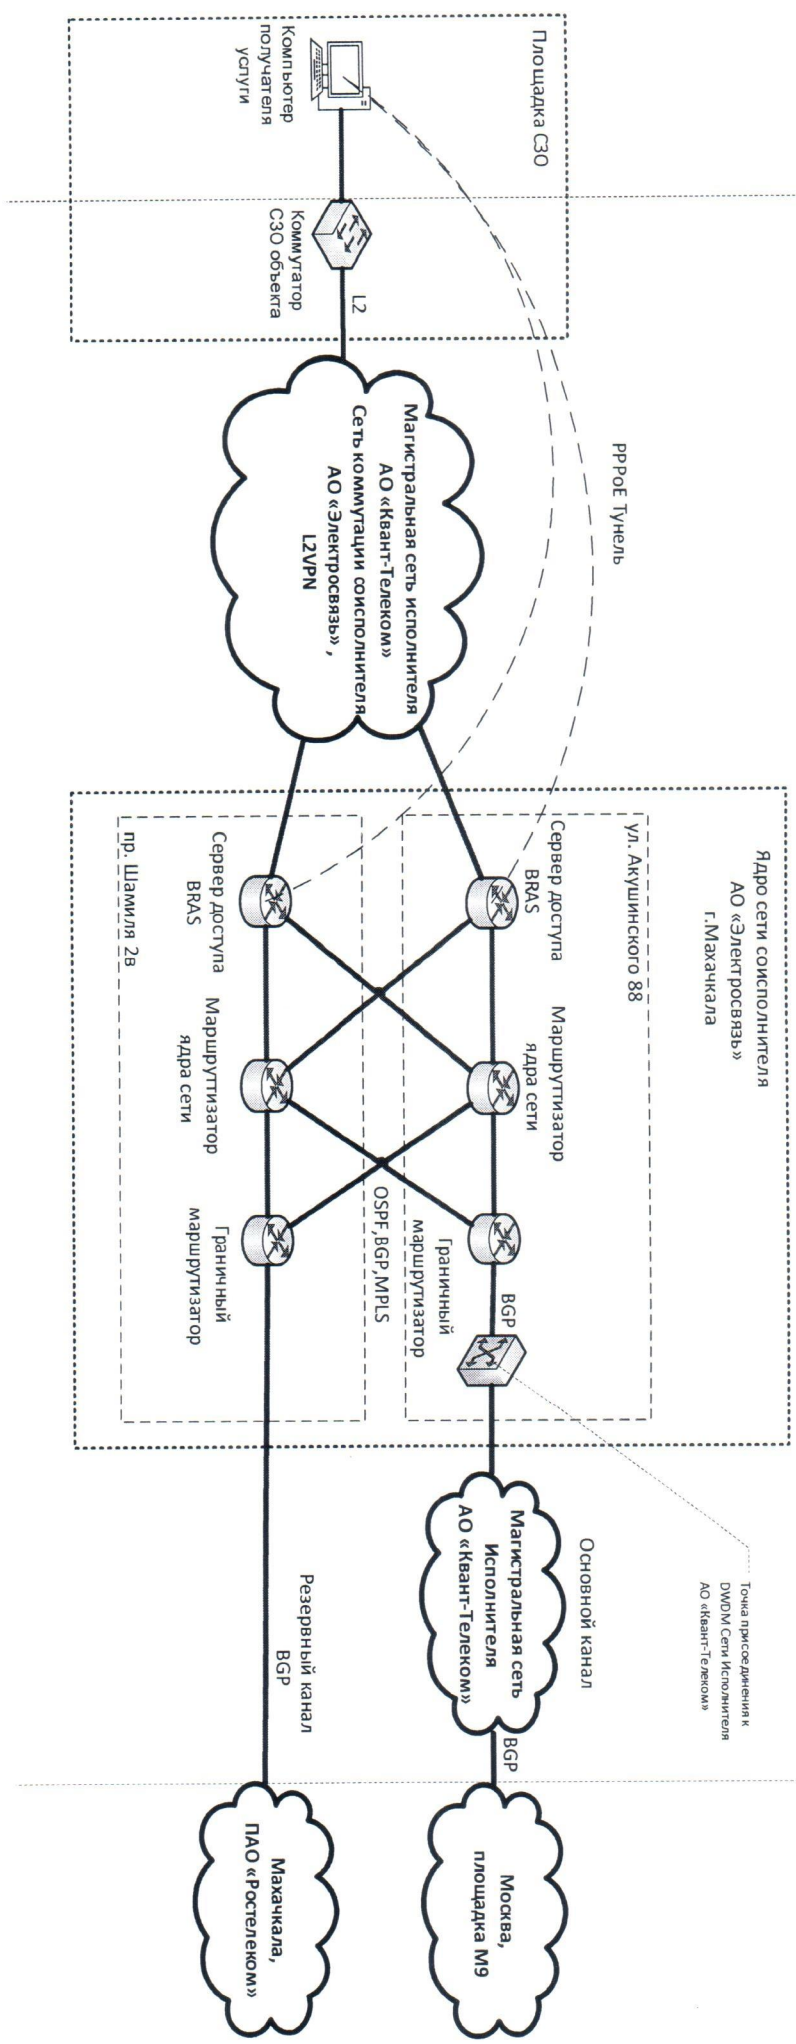 Площадка СЗО
Компьютер
получателя
услуги
Коммутатор
СЗО объекта
L2
PPPoE Тунель
Магистральная сеть исполнителя
АО «Квант-Телеком»
Сеть коммутации соисполнителя
АО «Электросвязь» ,
L2VPN
Ядро сети соисполнителя
АО «Электросвязь»
г.Махачкала
ул. Акушинского 88
Сервер доступа
BRAS
Маршруттизатор
ядра сети
Граничный
маршрутизатор
BGP
OSPF,BGP,MPLS
пр. Шамиля 2в
Сервер доступа
BRAS
Маршруттизатор
ядра сети
Граничный
маршрутизатор
Точка присоединения к
DWDM Сети Исполнителя
АО «Квант-Телеком»
Основной канал
Магистральная сеть
Исполнителя
АО «Квант-Телеком»
BGP
Москва,
площадка М9
Резервный канал
BGP
Махачкала,
ПАО «Ростелеком»